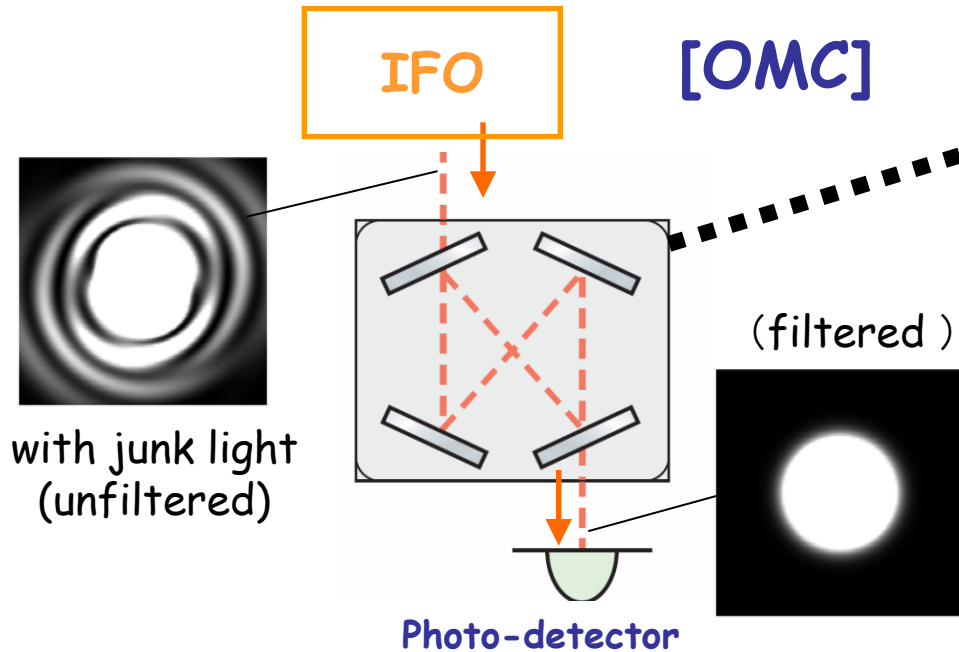 IFO
[OMC]
(filtered )
with junk light
(unfiltered)
Photo-detector